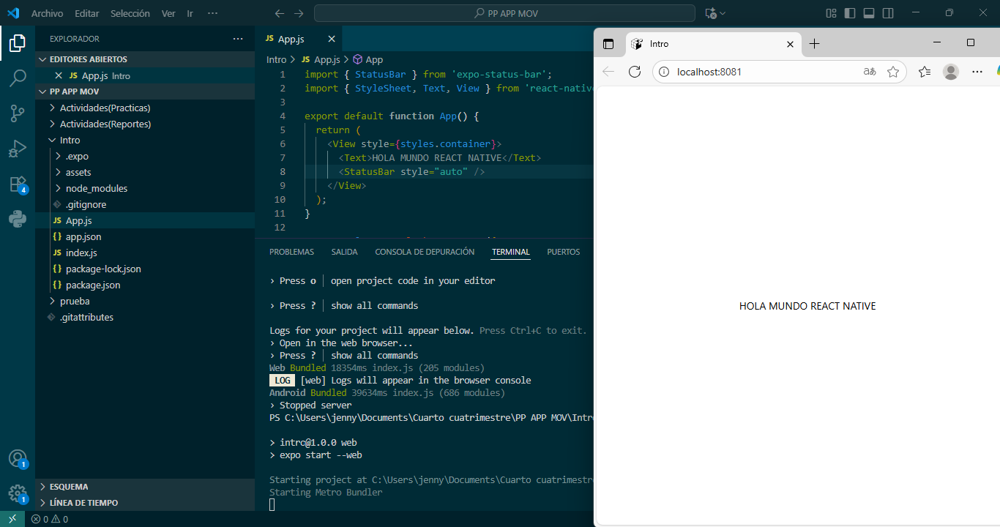 Archivo Editar Selección Ver Ir ···
PP APP MOV
EXPLORADOR
EDITORES ABIERTOS
JS App.js Intro
PP APP MOV
Actividades(Practicas)
Actividades(Reportes)
Intro
.expo
assets
node_modules
.gitignore
JS App.js
{} app.json
JS index.js
{} package-lock.json
{} package.json
prueba
.gitattributes
ESQUEMA
LÍNEA DE TIEMPO
4
1
1
0 0
JS App.js
Intro > JS App.js > App
1 import { StatusBar } from 'expo-status-bar';
2 import { StyleSheet, Text, View } from 'react-native
3
4 export default function App() {
5 return (
6 <View style={styles.container}>
7 <Text>HOLA MUNDO REACT NATIVE</Text>
8 <StatusBar style="auto" />
9 </View>
10 );
11 }
12
PROBLEMAS SALIDA CONSOLA DE DEPURACIÓN TERMINAL PUERTOS
› Press o │ open project code in your editor
› Press ? │ show all commands
Logs for your project will appear below. Press Ctrl+C to exit.
› Open in the web browser...
› Press ? │ show all commands
Web Bundled 18354ms index.js (205 modules)
LOG [web] Logs will appear in the browser console
Android Bundled 39634ms index.js (686 modules)
› Stopped server
PS C:\Users\jenny\Documents\Cuarto cuatrimestre\PP APP MOV\Intr
> intro@1.0.0 web
> expo start --web
Starting project at C:\Users\jenny\Documents\Cuarto cuatrimestr
Starting Metro Bundler
Intro
localhost:8081
HOLA MUNDO REACT NATIVE